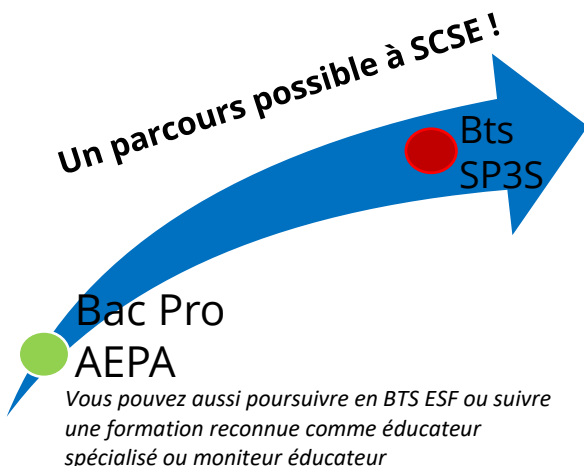 Un parcours possible à SCSE !
Bts
SP3S
Bac Pro
AEPA
Vous pouvez aussi poursuivre en BTS ESF ou suivre
une formation reconnue comme éducateur
spécialisé ou moniteur éducateur